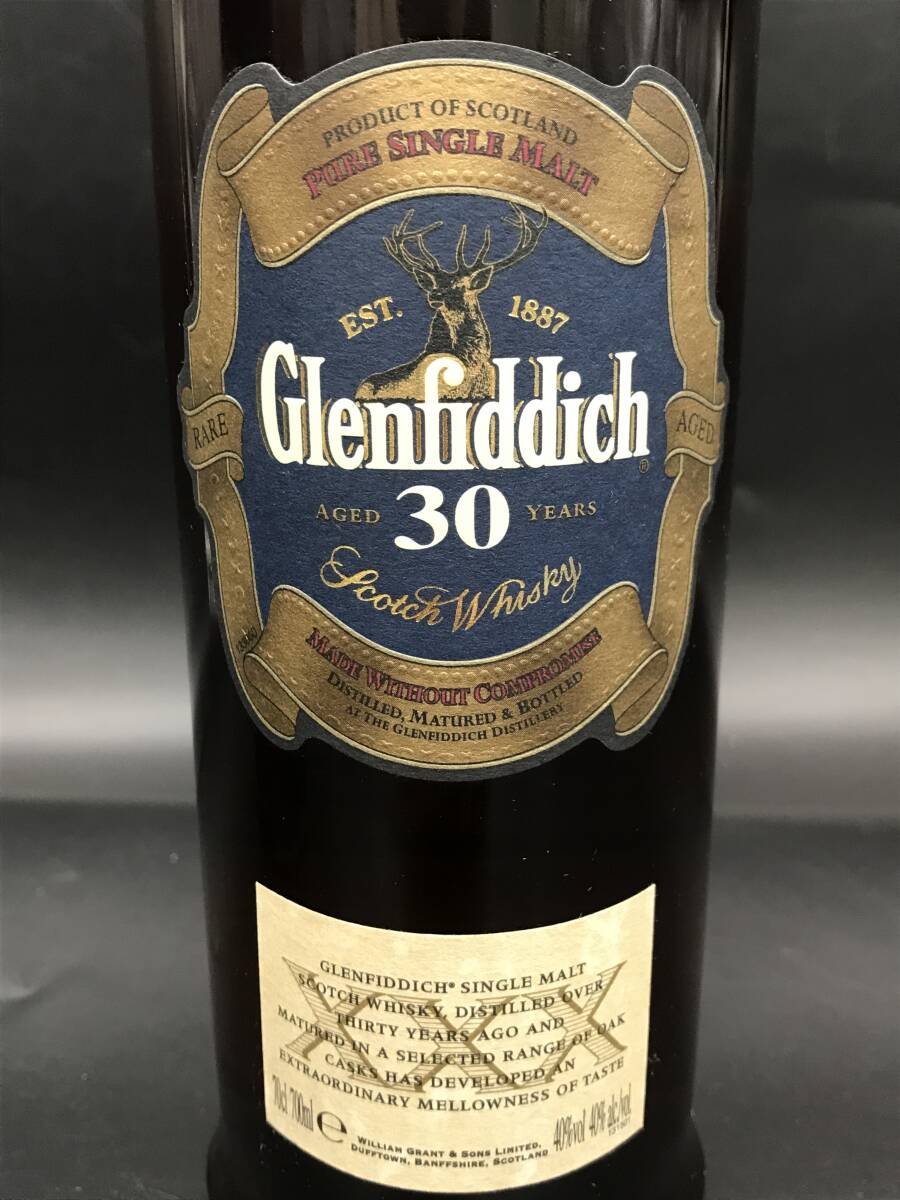 PRODUCT OF SCOTLAND
PURE SINGLE MALT
EST. 1887
RARE
AGED
Glenfiddich®
AGED 30 YEARS
Scotch Whisky
MADE WITHOUT COMPROMISE
DISTILLED, MATURED & BOTTLED
AT THE GLENFIDDICH DISTILLERY
XXX
GLENFIDDICH® SINGLE MALT
SCOTCH WHISKY, DISTILLED OVER
THIRTY YEARS AGO AND
MATURED IN A SELECTED RANGE OF OAK
CASKS HAS DEVELOPED AN
EXTRAORDINARY MELLOWNESS OF TASTE
70cl 700ml e
40%vol 40% alc/vol
131501
WILLIAM GRANT & SONS LIMITED,
DUFFTOWN, BANFFSHIRE, SCOTLAND